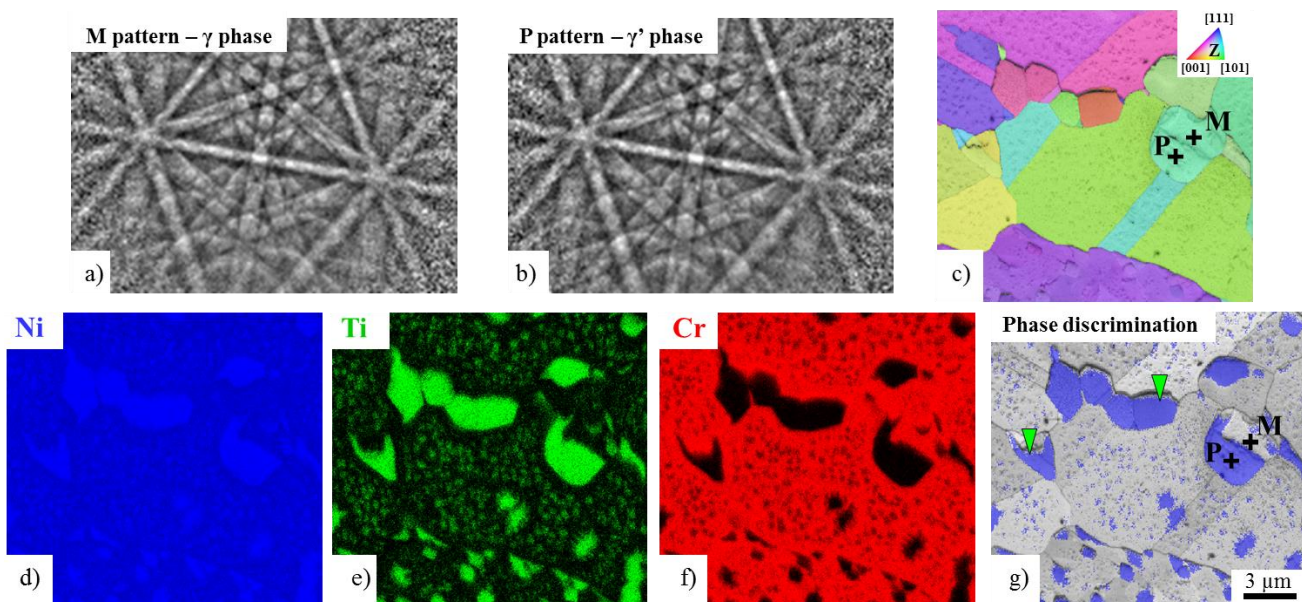 M pattern – γ phase
a)
P pattern – γ’ phase
b)
[111]
Z
[001] [101]
M
P
c)
Ni
d)
Ti
e)
Cr
f)
Phase discrimination
M
P
g)
3 μm